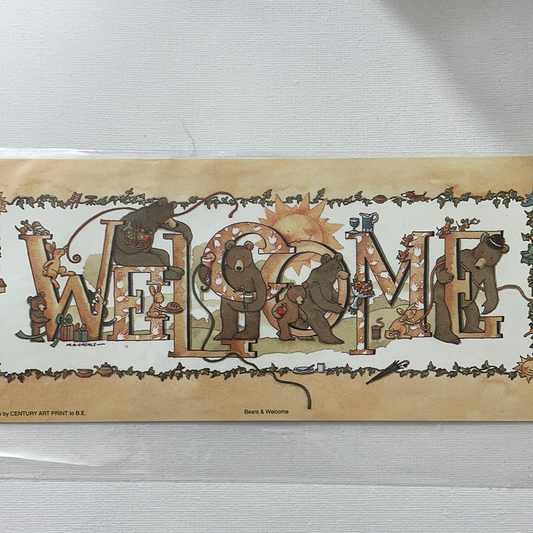 WELCOME
by CENTURY ART PRINT to B.E.
Bears & Welcome